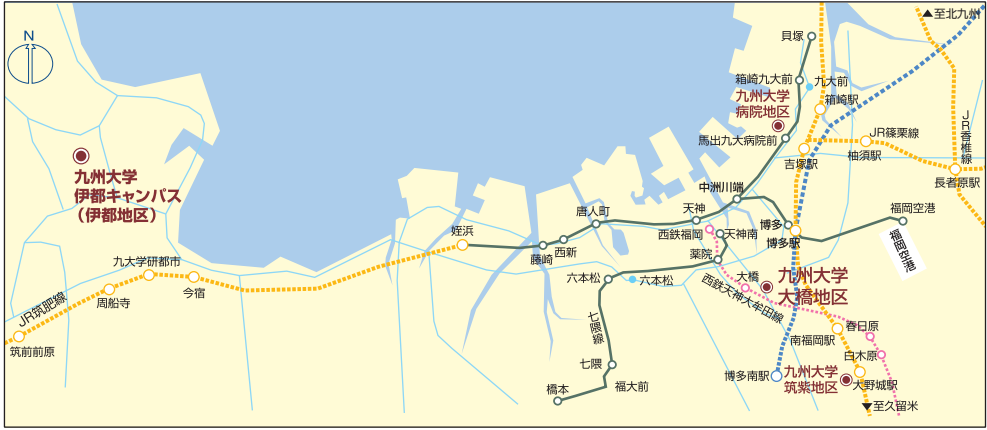 N
▲至北九州
貝塚
箱崎九大前
九大前
九州大学
病院地区
箱崎駅
馬出九大病院前
JR篠栗線
JR香椎線
吉塚駅
柚須駅
長者原駅
九州大学
伊都キャンパス
(伊都地区)
中洲川端
福岡空港
唐人町
天神
博多
西鉄福岡
天神南
姪浜
藤崎
西新
博多駅
福岡空港
薬院
九大学研都市
六本松
六本松
大橋
九州大学
大橋地区
周船寺
今宿
JR筑肥線
西鉄天神大牟田線
七隈線
春日原
南福岡駅
筑前前原
白木原
七隈
博多南駅
九州大学
筑紫地区
大野城駅
橋本
福大前
▼至久留米